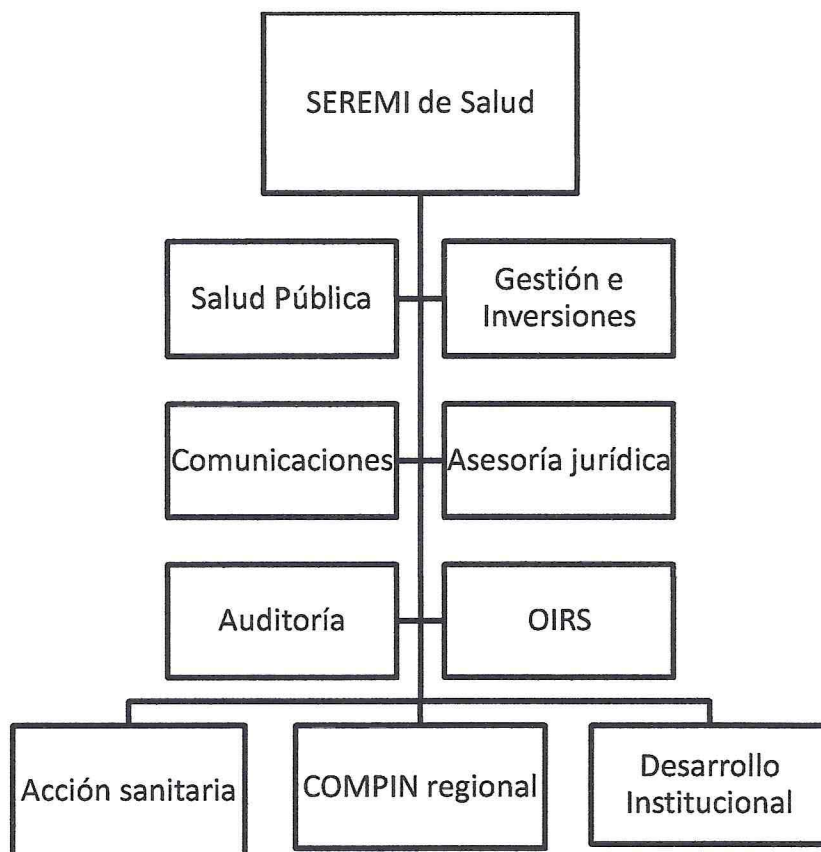 SEREMI de Salud
Salud Pública
Gestión e
Inversiones
Comunicaciones
Asesoría jurídica
Auditoría
OIRS
Acción sanitaria
COMPIN regional
Desarrollo
Institucional